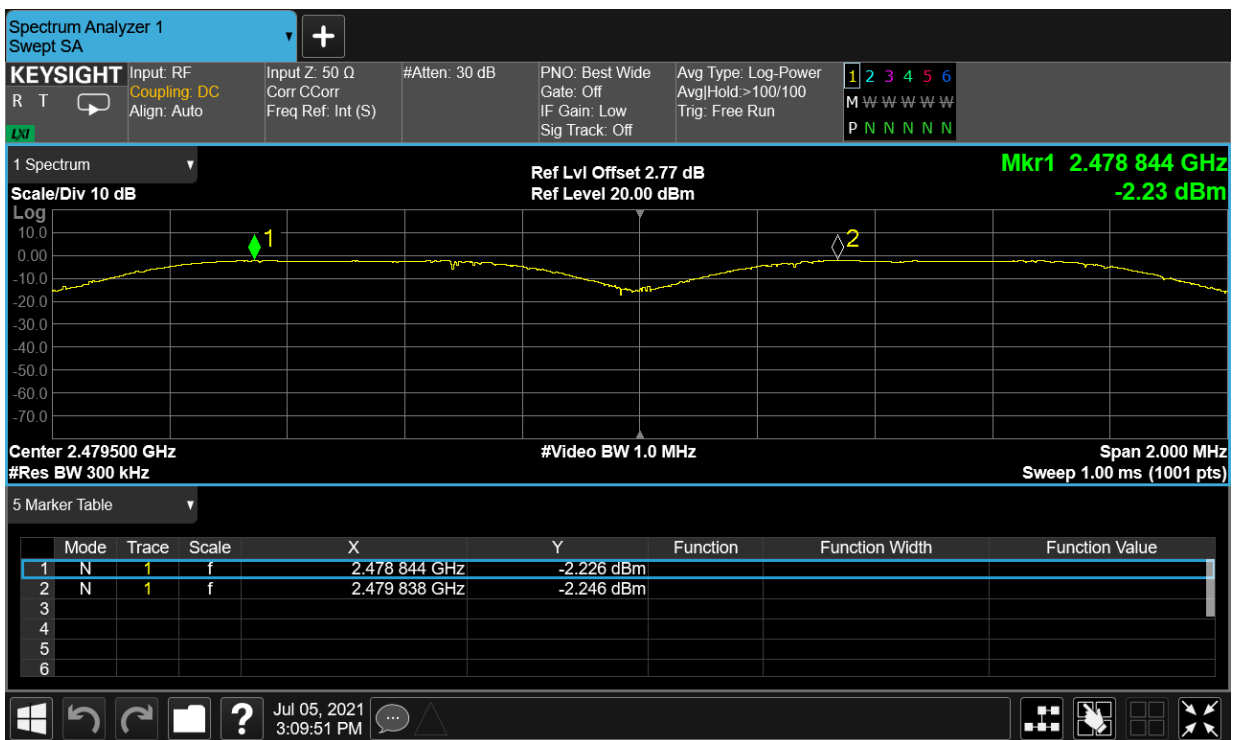 Spectrum Analyzer 1
Swept SA
KEYSIGHT Input: RF Input Z: 50 Ω #Atten: 30 dB PNO: Best Wide Avg Type: Log-Power 1 2 3 4 5 6
R T Coupling: DC Corr CCorr Gate: Off Avg|Hold:>100/100 M W W W W W
Align: Auto Freq Ref: Int (S) IF Gain: Low Trig: Free Run
LXI Sig Track: Off P N N N N N
1 Spectrum Ref Lvl Offset 2.77 dB Mkr1 2.478 844 GHz
Scale/Div 10 dB Ref Level 20.00 dBm -2.23 dBm
Log
10.0 1 2
0.00
-10.0
-20.0
-30.0
-40.0
-50.0
-60.0
-70.0
Center 2.479500 GHz #Video BW 1.0 MHz Span 2.000 MHz
#Res BW 300 kHz Sweep 1.00 ms (1001 pts)
5 Marker Table
Mode Trace Scale X Y Function Function Width Function Value
1 N 1 f 2.478 844 GHz -2.226 dBm
2 N 1 f 2.479 838 GHz -2.246 dBm
3
4
5
6
? Jul 05, 2021
3:09:51 PM